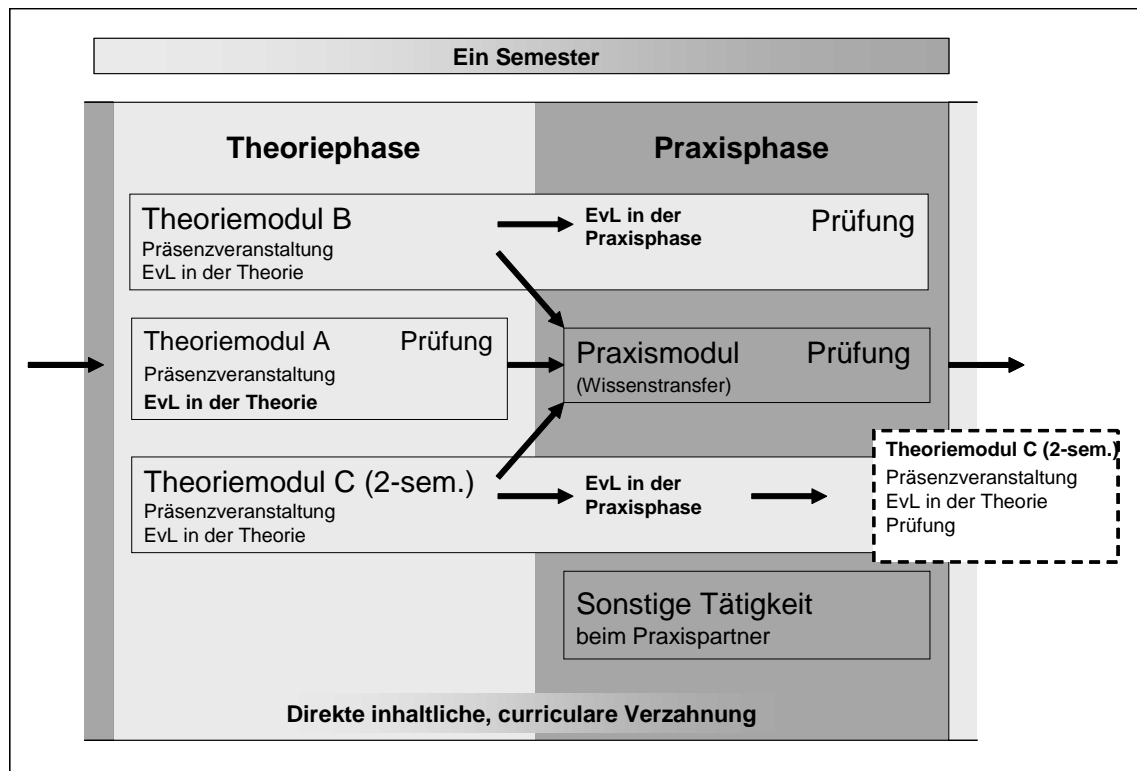 Ein Semester
Theoriephase
Praxisphase
Theoriemodul B
Präsenzveranstaltung
EvL in der Theorie
EvL in der
Praxisphase
Prüfung
Theoriemodul A
Prüfung
Präsenzveranstaltung
EvL in der Theorie
Praxismodul
Prüfung
(Wissenstransfer)
Theoriemodul C (2-sem.)
Präsenzveranstaltung
EvL in der Theorie
EvL in der
Praxisphase
Theoriemodul C (2-sem.)
Präsenzveranstaltung
EvL in der Theorie
Prüfung
Sonstige Tätigkeit
beim Praxispartner
Direkte inhaltliche, curriculare Verzahnung